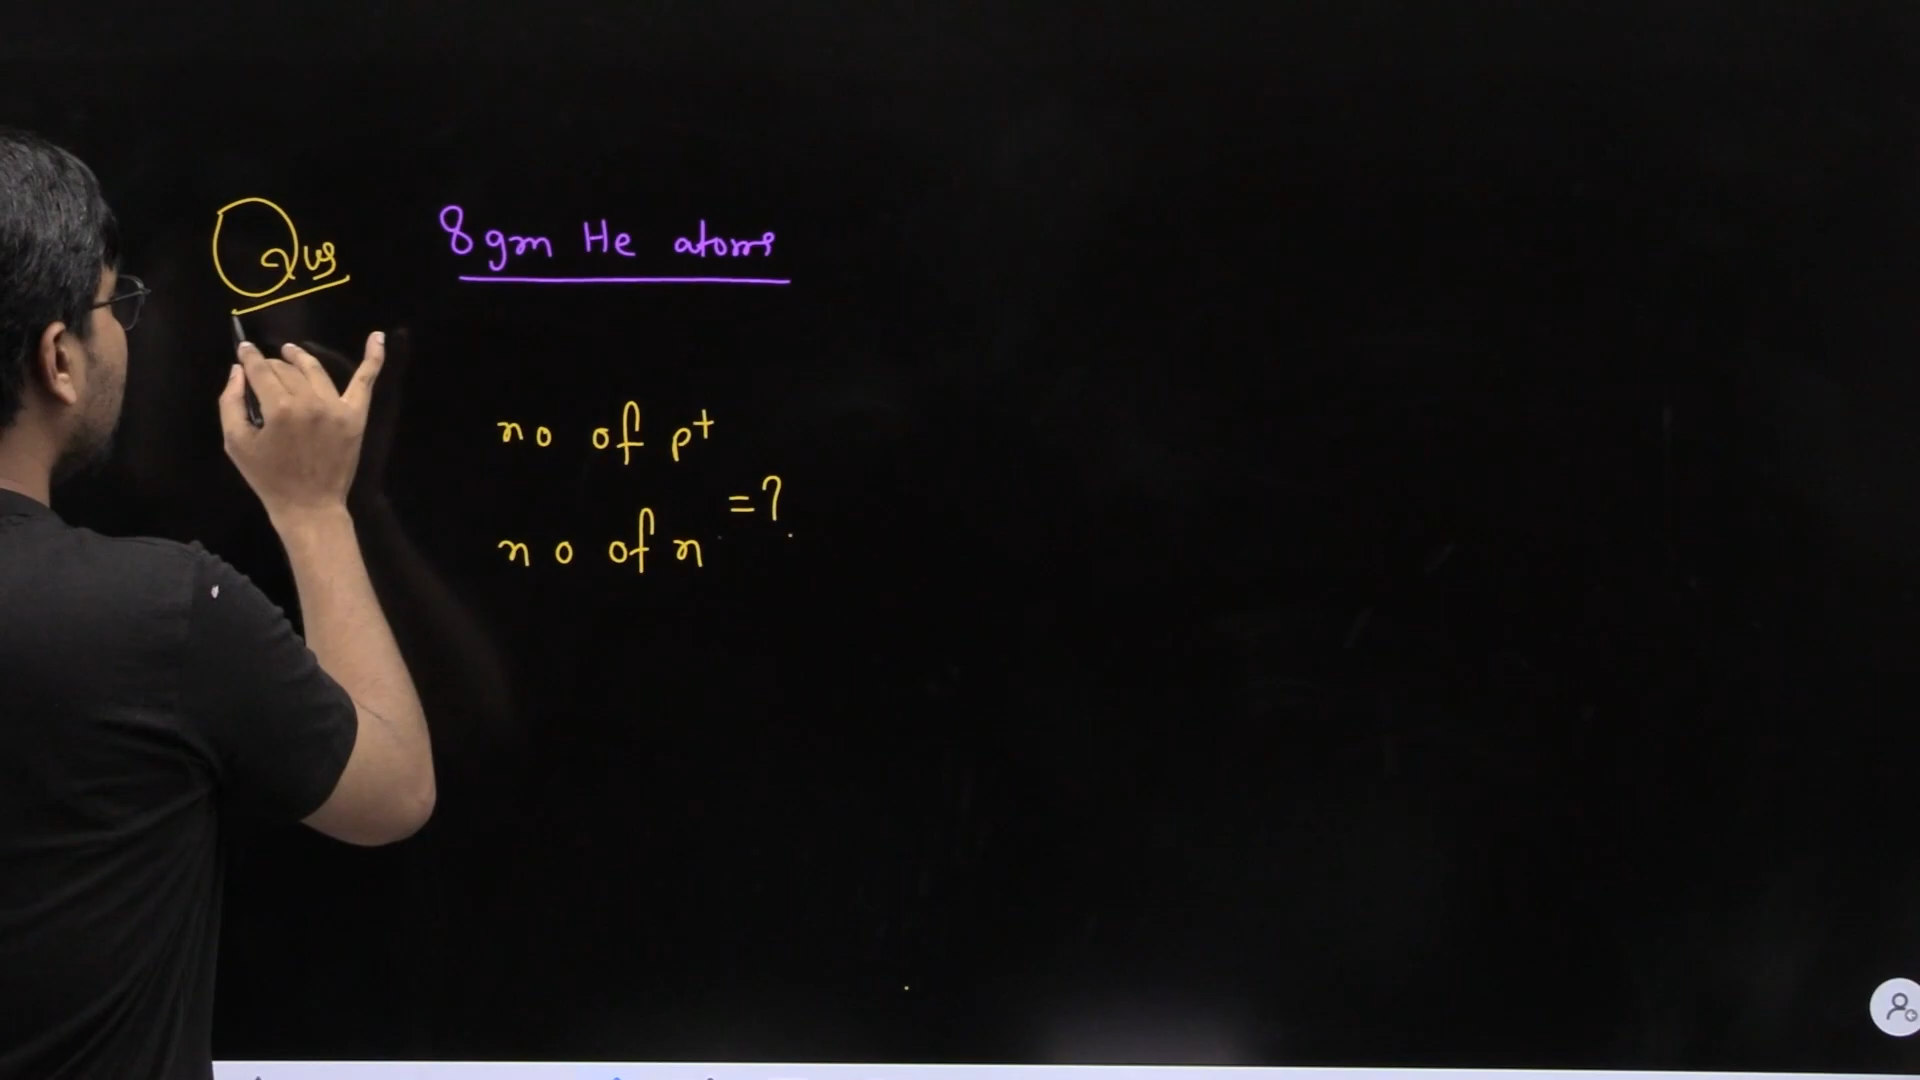 Qus 8 gm He atoms
no of p+
= ?
no of n